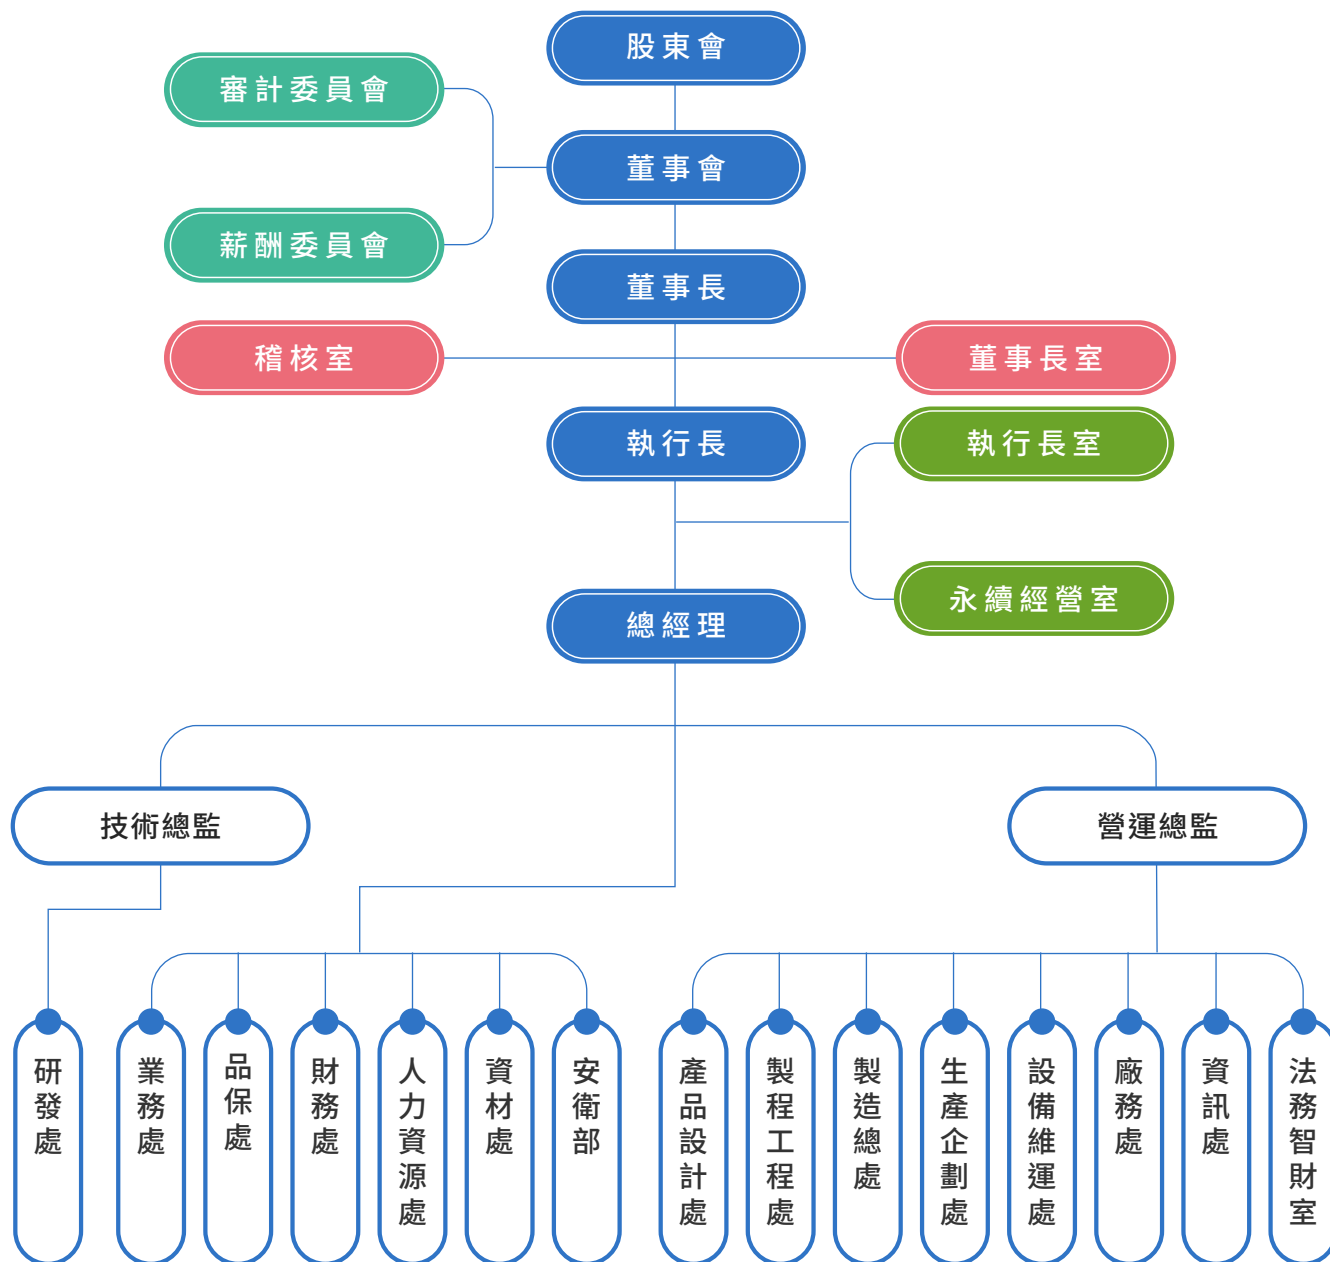 股東會
審計委員會
董事會
薪酬委員會
董事長
稽核室
董事長室
執行長
執行長室
永續經營室
總經理
技術總監
營運總監
研發處
業務處
品保處
財務處
人力資源處
資材處
安衛部
產品設計處
製程工程處
製造總處
生產企劃處
設備維運處
廠務處
資訊處
法務智財室